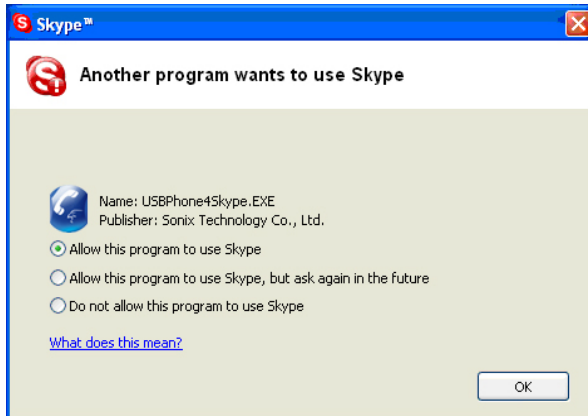 Skype™
Another program wants to use Skype
Name: USBPhone4Skype.EXE
Publisher: Sonix Technology Co., Ltd.
Allow this program to use Skype
Allow this program to use Skype, but ask again in the future
Do not allow this program to use Skype
What does this mean?
OK